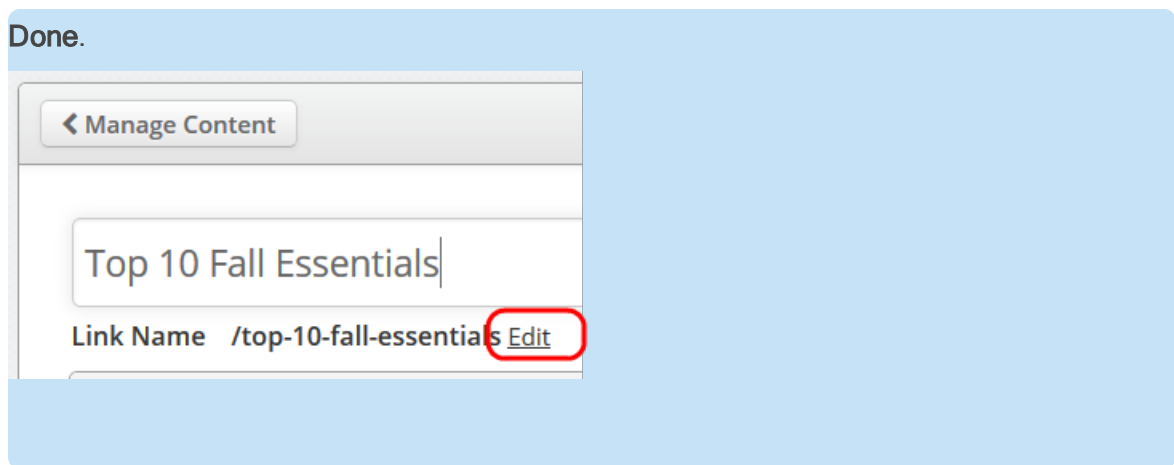 Done.
Manage Content
Top 10 Fall Essentials
Link Name /top-10-fall-essentials Edit